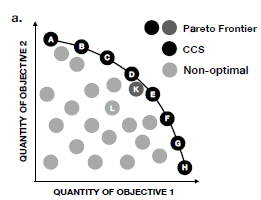 a.
Pareto Frontier
CCS
Non-optimal
QUANTITY OF OBJECTIVE 2
A
B
C
D
K
E
L
F
G
H
QUANTITY OF OBJECTIVE 1